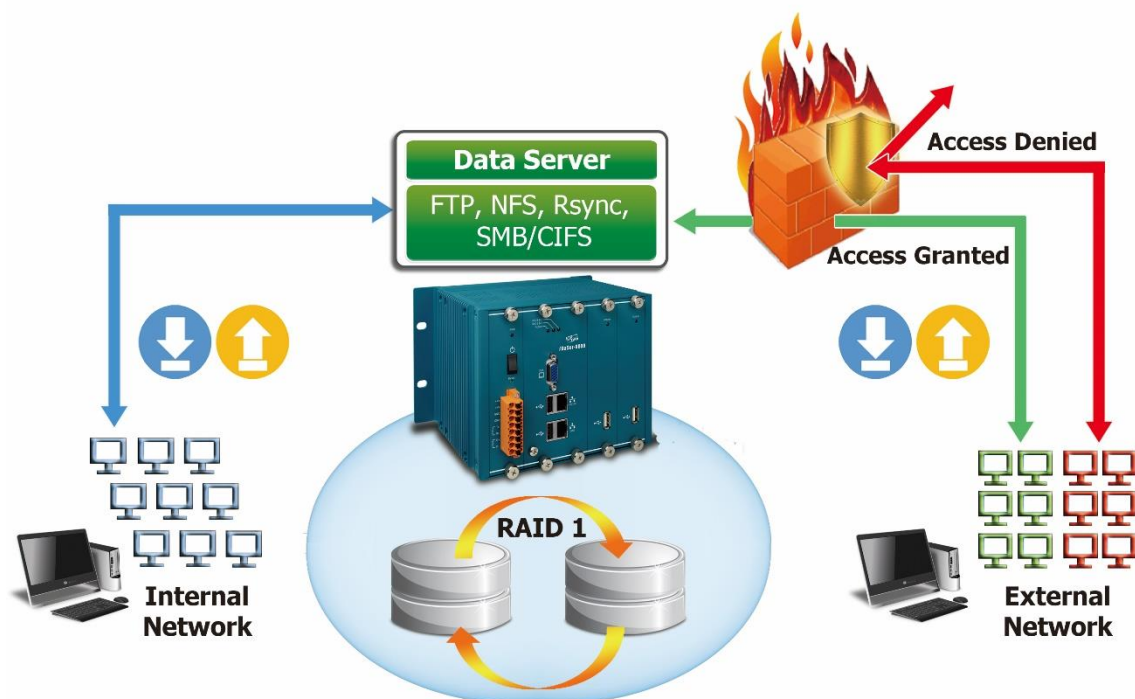 Data Server
FTP, NFS, Rsync,
SMB/CIFS
Access Denied
Access Granted
RAID 1
Internal
Network
External
Network